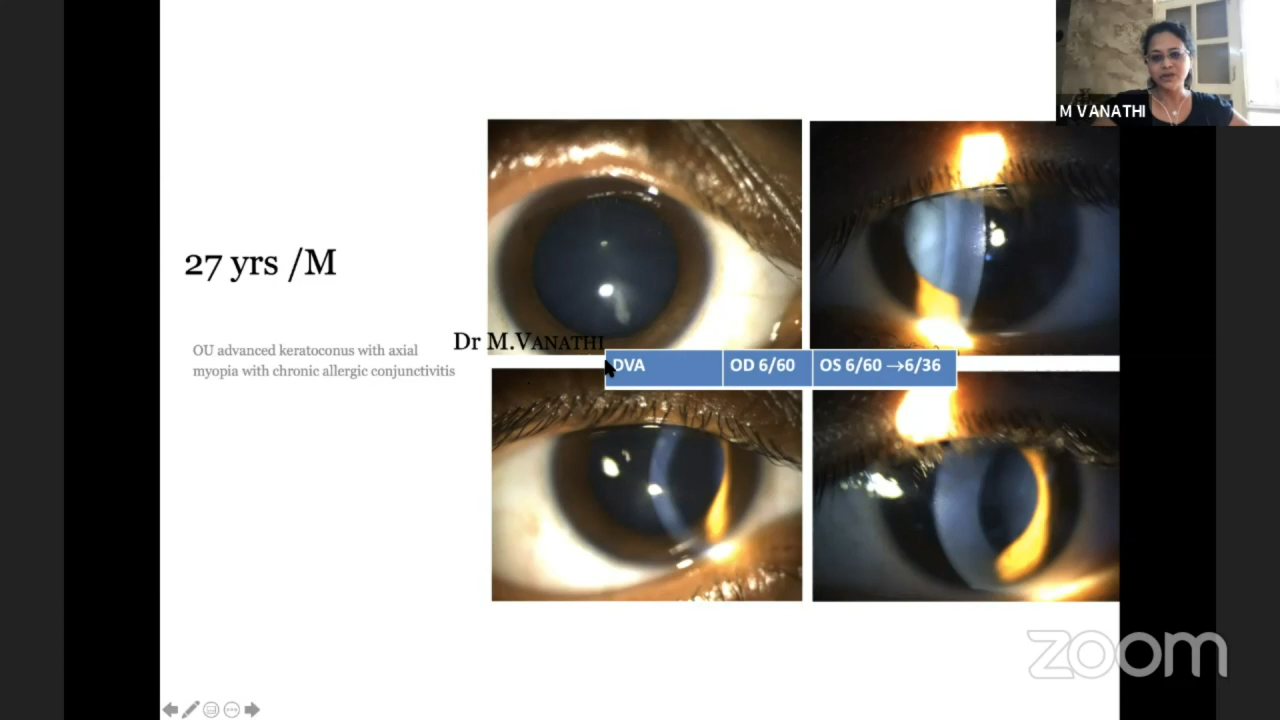 M VANATHI
27 yrs /M
Dr M.VANATHI
OU advanced keratoconus with axial
myopia with chronic allergic conjunctivitis
DVA OD 6/60 OS 6/60 →6/36
zoom